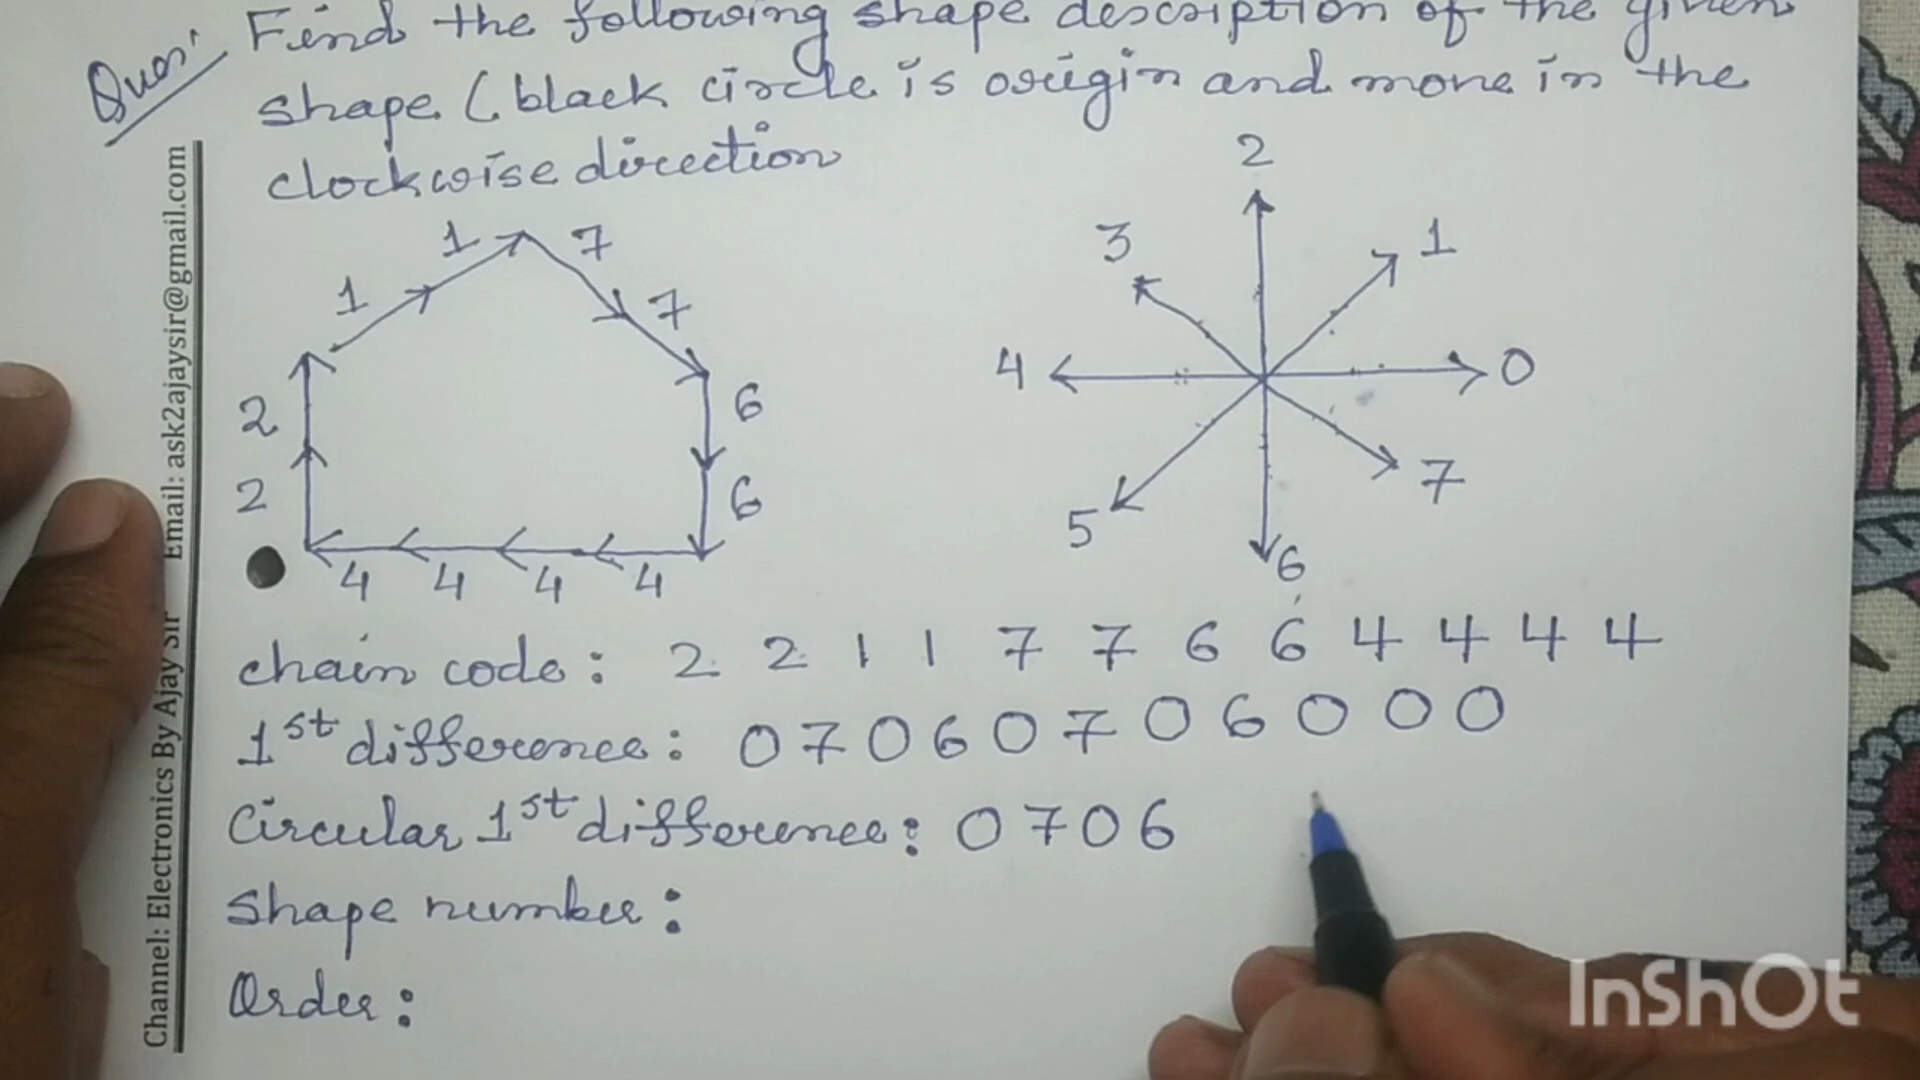 Ques: Find the following shape description of the given
shape (black circle is origin and move in the
clockwise direction
2
3
1
4
0
5
7
6
1
1
7
7
2
6
2
6
4 4 4 4
chain code: 2 2 1 1 7 7 6 6 4 4 4 4
1st difference: 0 7 0 6 0 7 0 6 0 0 0
Circular 1st difference: 0 7 0 6
Shape number:
Order:
Channel: Electronics By Ajay Sir Email: ask2ajaysir@gmail.com
InShOt